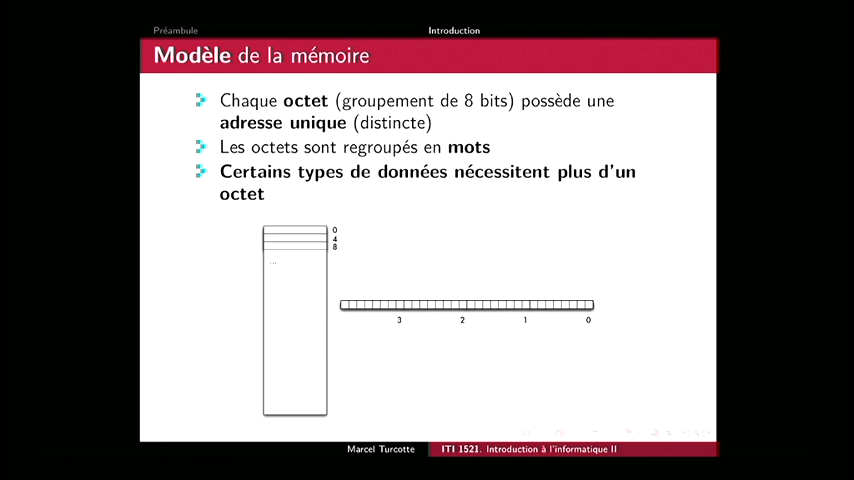 Préambule
Introduction
Modèle de la mémoire
Chaque octet (groupement de 8 bits) possède une
adresse unique (distincte)
Les octets sont regroupés en mots
Certains types de données nécessitent plus d'un
octet
0
4
8
...
3 2 1 0
Marcel Turcotte
ITI 1521. Introduction à l'informatique II